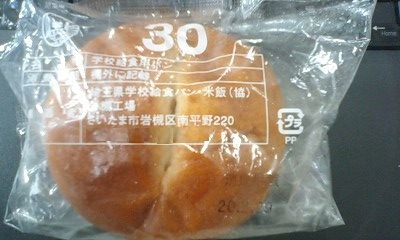 30
学校給食用パン
欄外に記載
埼玉県学校給食パン・米飯(協)
岩槻工場
さいたま市岩槻区南平野220
プラ
PP
Home